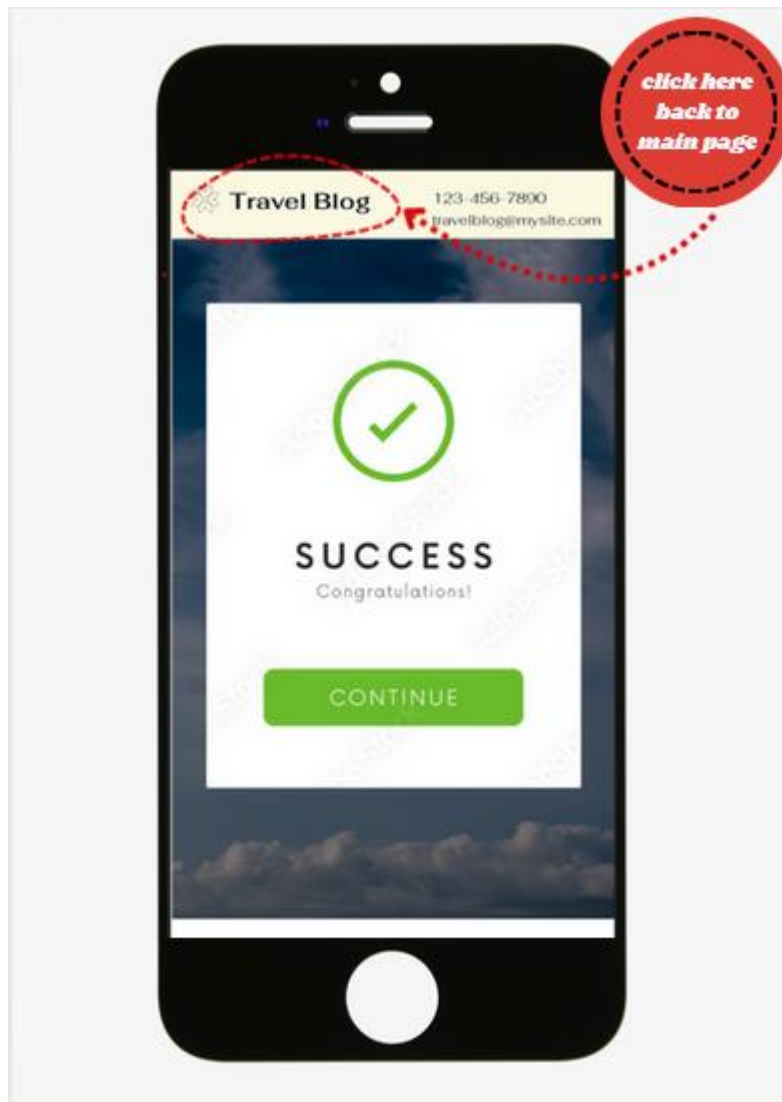 click here
back to
main page
Travel Blog
123-456-7890
travelblog@mysite.com
SUCCESS
Congratulations!
CONTINUE